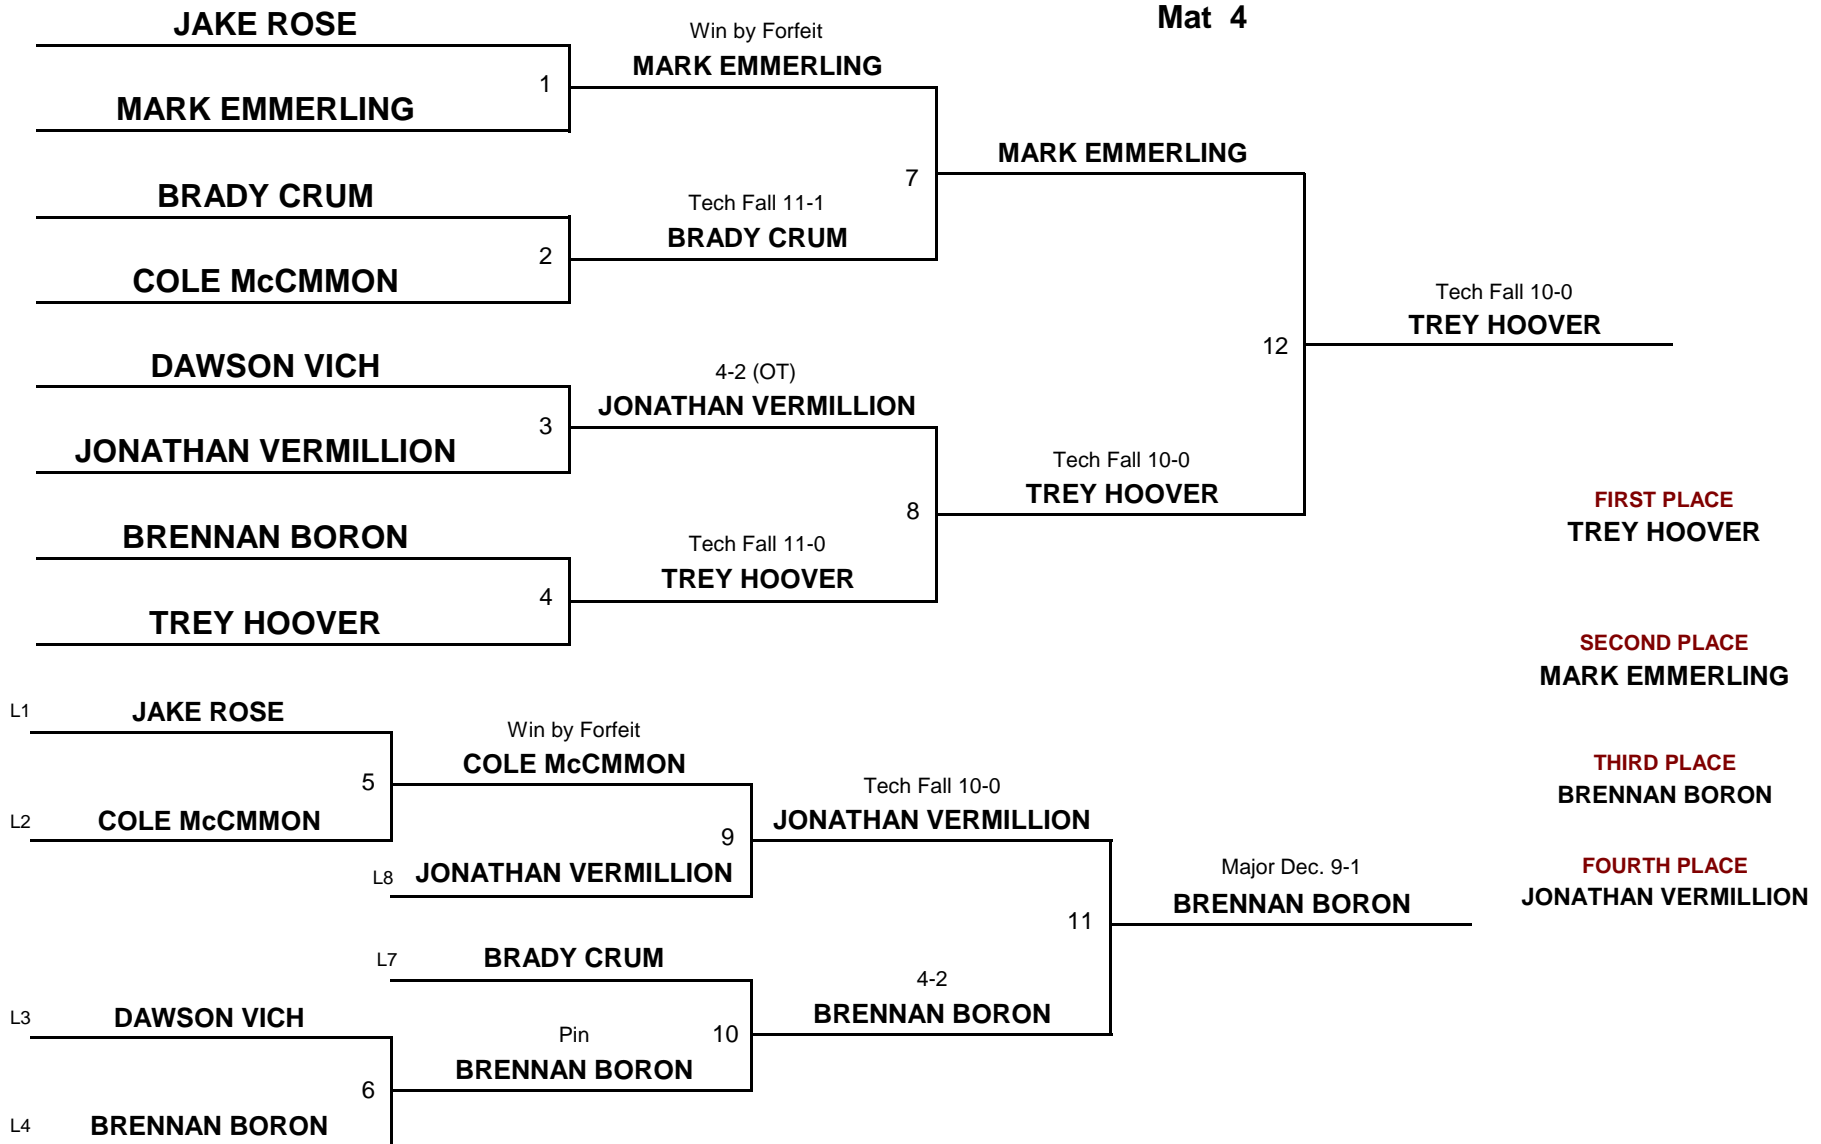 Mat 4
JAKE ROSE
Win by Forfeit
MARK EMMERLING
1
MARK EMMERLING
MARK EMMERLING
7
BRADY CRUM
Tech Fall 11-1
BRADY CRUM
2
COLE McCMMON
Tech Fall 10-0
TREY HOOVER
12
DAWSON VICH
4-2 (OT)
JONATHAN VERMILLION
3
JONATHAN VERMILLION
Tech Fall 10-0
TREY HOOVER
8
BRENNAN BORON
Tech Fall 11-0
TREY HOOVER
4
TREY HOOVER
FIRST PLACE
TREY HOOVER
SECOND PLACE
MARK EMMERLING
THIRD PLACE
BRENNAN BORON
FOURTH PLACE
JONATHAN VERMILLION
L1 JAKE ROSE
Win by Forfeit
COLE McCMMON
5
L2 COLE McCMMON
Tech Fall 10-0
JONATHAN VERMILLION
9
L8 JONATHAN VERMILLION
Major Dec. 9-1
BRENNAN BORON
11
L7 BRADY CRUM
4-2
BRENNAN BORON
L3 DAWSON VICH
Pin
10
BRENNAN BORON
6
L4 BRENNAN BORON